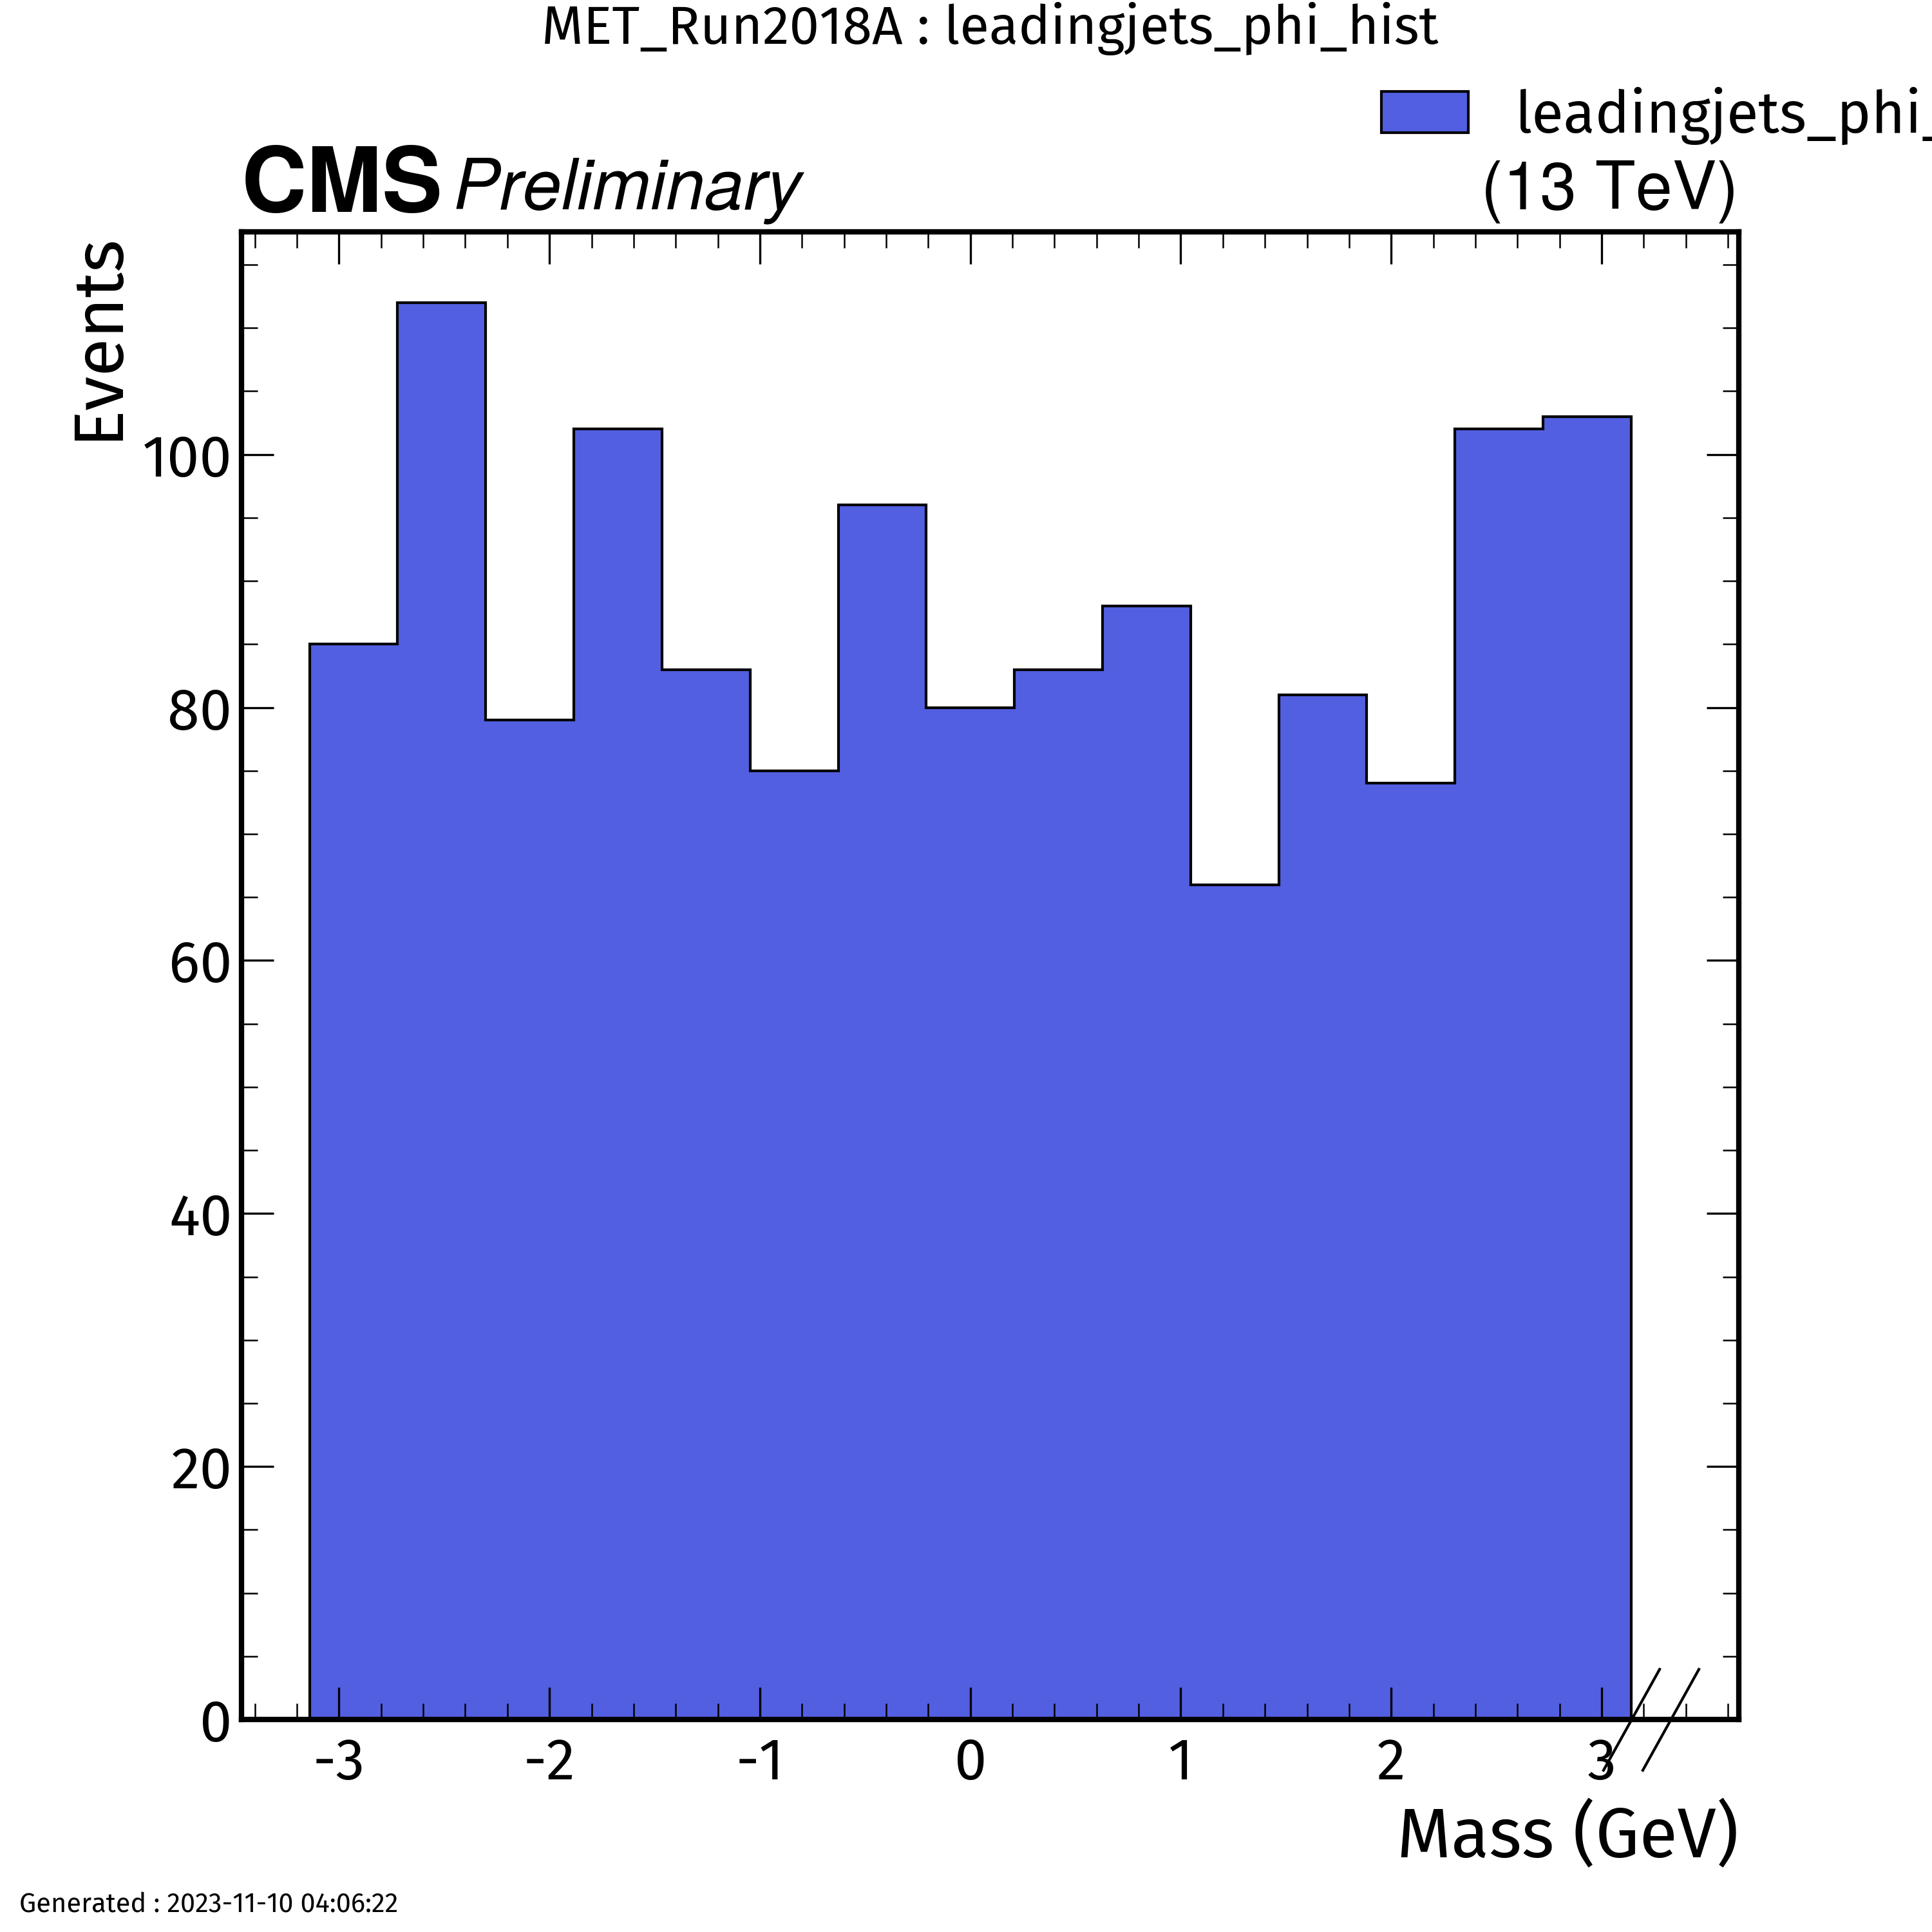 MET_Run2018A : leadingjets_phi_hist
leadingjets_phi_
CMS Preliminary
(13 TeV)
Events
100
80
60
40
20
0
-3 -2 -1 0 1 2 3
Mass (GeV)
Generated : 2023-11-10 04:06:22